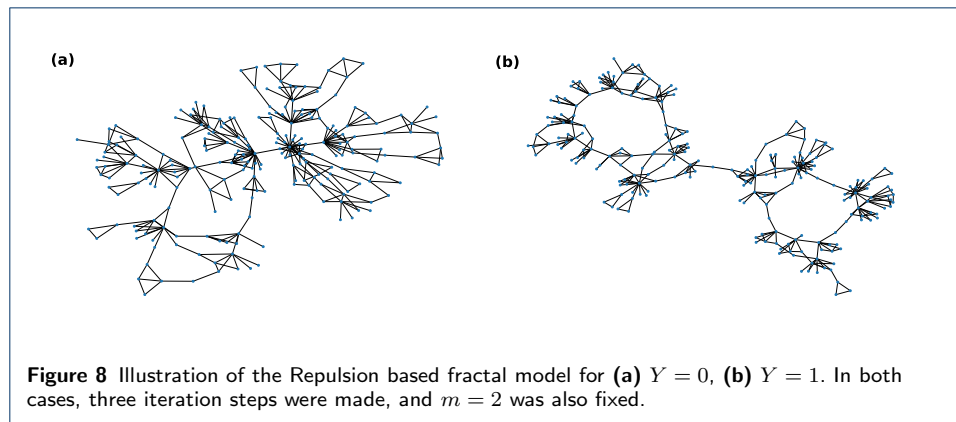 (a)
(b)
Figure 8 Illustration of the Repulsion based fractal model for (a) Y = 0, (b) Y = 1. In both
cases, three iteration steps were made, and m = 2 was also fixed.